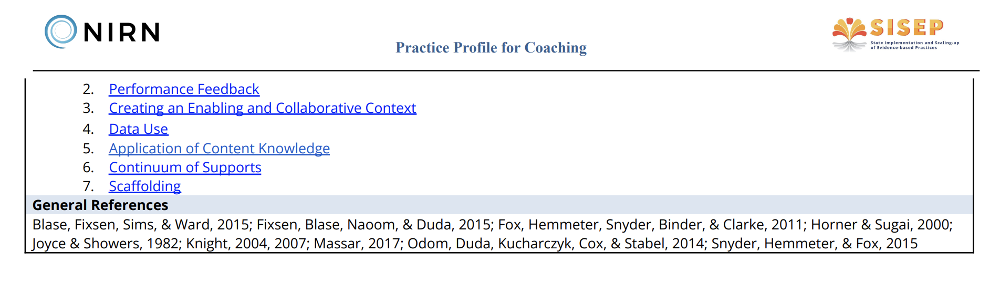 NIRN
Practice Profile for Coaching
SISEP
State Implementation and Scaling-up
of Evidence-based Practices
2. Performance Feedback
3. Creating an Enabling and Collaborative Context
4. Data Use
5. Application of Content Knowledge
6. Continuum of Supports
7. Scaffolding
General References
Blase, Fixsen, Sims, & Ward, 2015; Fixsen, Blase, Naoom, & Duda, 2015; Fox, Hemmeter, Snyder, Binder, & Clarke, 2011; Horner & Sugai, 2000;
Joyce & Showers, 1982; Knight, 2004, 2007; Massar, 2017; Odom, Duda, Kucharczyk, Cox, & Stabel, 2014; Snyder, Hemmeter, & Fox, 2015